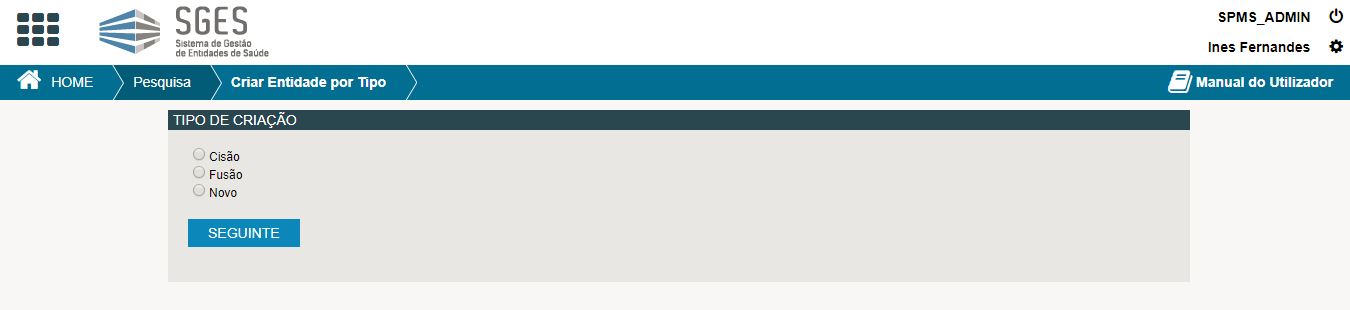 SGES
Sistema de Gestão
de Entidades de Saúde
SPMS_ADMIN
Ines Fernandes
HOME
Pesquisa
Criar Entidade por Tipo
Manual do Utilizador
TIPO DE CRIAÇÃO
Cisão
Fusão
Novo
SEGUINTE